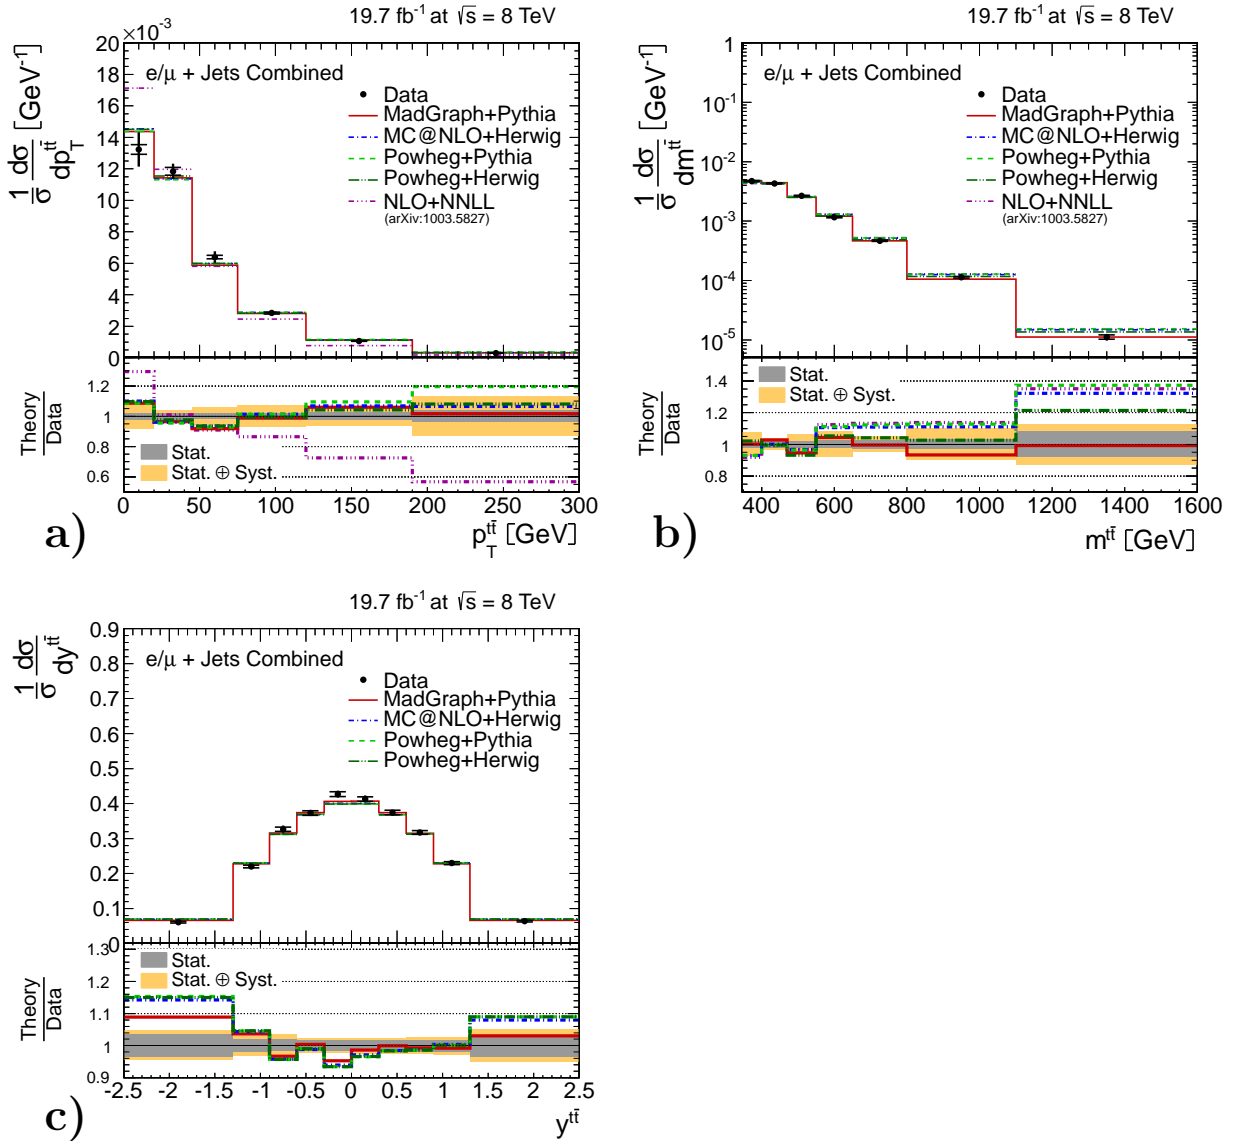 19.7 fb⁻¹ at √s = 8 TeV
×10⁻³
1/σ dσ/dp_T^{tt̄} [GeV⁻¹]
20
18
16
14
12
10
8
6
4
2
0
e/μ + Jets Combined
Data
MadGraph+Pythia
MC@NLO+Herwig
Powheg+Pythia
Powheg+Herwig
NLO+NNLL
(arXiv:1003.5827)
Theory/Data
1.2
1
0.8
0.6
Stat.
Stat. ⊕ Syst.
0 50 100 150 200 250 300
a)
p_T^{tt̄} [GeV]
19.7 fb⁻¹ at √s = 8 TeV
1/σ dσ/dm^{tt̄} [GeV⁻¹]
1
10⁻¹
10⁻²
10⁻³
10⁻⁴
10⁻⁵
e/μ + Jets Combined
Data
MadGraph+Pythia
MC@NLO+Herwig
Powheg+Pythia
Powheg+Herwig
NLO+NNLL
(arXiv:1003.5827)
Theory/Data
1.4
1.2
1
0.8
Stat.
Stat. ⊕ Syst.
400 600 800 1000 1200 1400 1600
b)
m^{tt̄} [GeV]
19.7 fb⁻¹ at √s = 8 TeV
1/σ dσ/dy^{tt̄}
0.9
0.8
0.7
0.6
0.5
0.4
0.3
0.2
0.1
0
e/μ + Jets Combined
Data
MadGraph+Pythia
MC@NLO+Herwig
Powheg+Pythia
Powheg+Herwig
Theory/Data
1.3
1.2
1.1
1
0.9
Stat.
Stat. ⊕ Syst.
-2.5 -2 -1.5 -1 -0.5 0 0.5 1 1.5 2 2.5
c)
y^{tt̄}